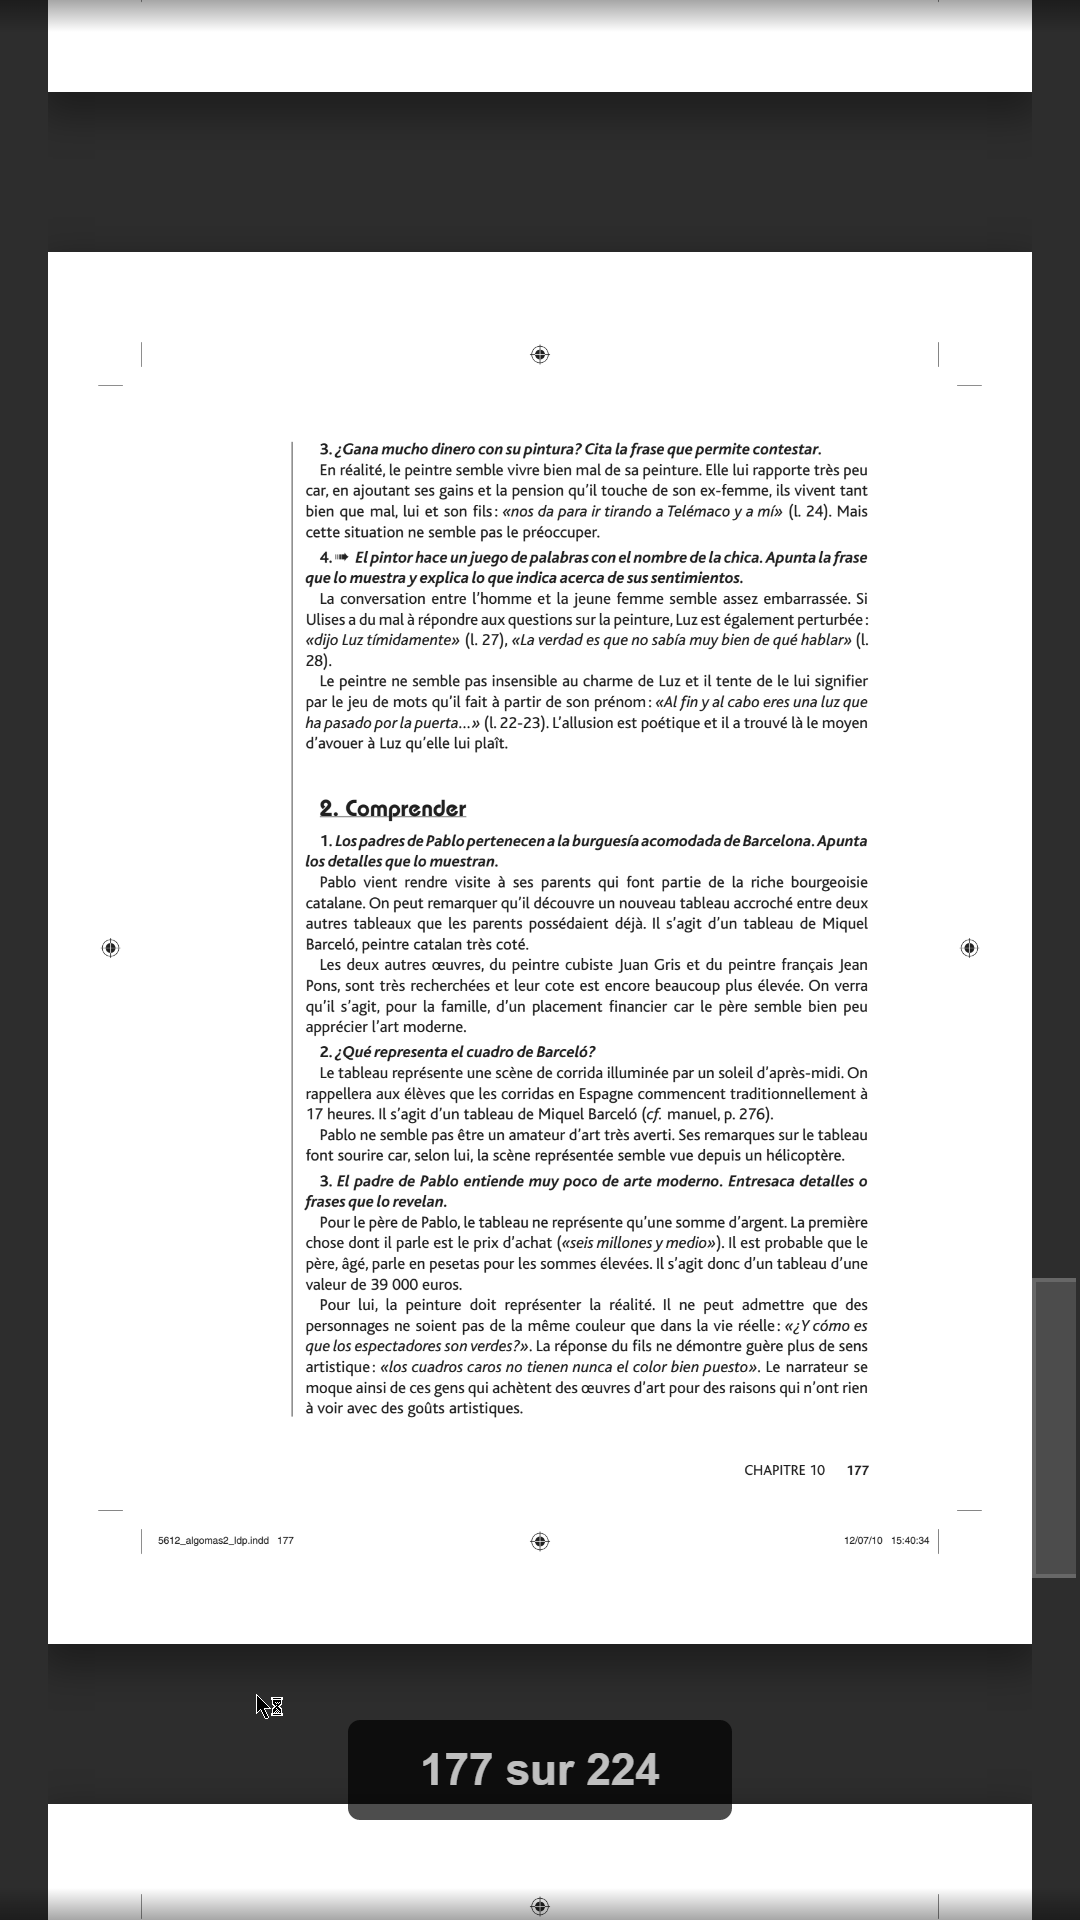 3. ¿Gana mucho dinero con su pintura? Cita la frase que permite contestar.
En réalité, le peintre semble vivre bien mal de sa peinture. Elle lui rapporte très peu
car, en ajoutant ses gains et la pension qu'il touche de son ex-femme, ils vivent tant
bien que mal, lui et son fils : «nos da para ir tirando a Telémaco y a mí» (l. 24). Mais
cette situation ne semble pas le préoccuper.
4. ➠ El pintor hace un juego de palabras con el nombre de la chica. Apunta la frase
que lo muestra y explica lo que indica acerca de sus sentimientos.
La conversation entre l'homme et la jeune femme semble assez embarrassée. Si
Ulises a du mal à répondre aux questions sur la peinture, Luz est également perturbée :
«dijo Luz tímidamente» (l. 27), «La verdad es que no sabía muy bien de qué hablar» (l.
28).
Le peintre ne semble pas insensible au charme de Luz et il tente de le lui signifier
par le jeu de mots qu'il fait à partir de son prénom : «Al fin y al cabo eres una luz que
ha pasado por la puerta...» (l. 22-23). L'allusion est poétique et il a trouvé là le moyen
d'avouer à Luz qu'elle lui plaît.
2. Comprender
1. Los padres de Pablo pertenecen a la burguesía acomodada de Barcelona. Apunta
los detalles que lo muestran.
Pablo vient rendre visite à ses parents qui font partie de la riche bourgeoisie
catalane. On peut remarquer qu'il découvre un nouveau tableau accroché entre deux
autres tableaux que les parents possédaient déjà. Il s'agit d'un tableau de Miquel
Barceló, peintre catalan très coté.
Les deux autres œuvres, du peintre cubiste Juan Gris et du peintre français Jean
Pons, sont très recherchées et leur cote est encore beaucoup plus élevée. On verra
qu'il s'agit, pour la famille, d'un placement financier car le père semble bien peu
apprécier l'art moderne.
2. ¿Qué representa el cuadro de Barceló?
Le tableau représente une scène de corrida illuminée par un soleil d'après-midi. On
rappellera aux élèves que les corridas en Espagne commencent traditionnellement à
17 heures. Il s'agit d'un tableau de Miquel Barceló (cf. manuel, p. 276).
Pablo ne semble pas être un amateur d'art très averti. Ses remarques sur le tableau
font sourire car, selon lui, la scène représentée semble vue depuis un hélicoptère.
3. El padre de Pablo entiende muy poco de arte moderno. Entresaca detalles o
frases que lo revelan.
Pour le père de Pablo, le tableau ne représente qu'une somme d'argent. La première
chose dont il parle est le prix d'achat («seis millones y medio»). Il est probable que le
père, âgé, parle en pesetas pour les sommes élevées. Il s'agit donc d'un tableau d'une
valeur de 39 000 euros.
Pour lui, la peinture doit représenter la réalité. Il ne peut admettre que des
personnages ne soient pas de la même couleur que dans la vie réelle : «¿Y cómo es
que los espectadores son verdes?». La réponse du fils ne démontre guère plus de sens
artistique : «los cuadros caros no tienen nunca el color bien puesto». Le narrateur se
moque ainsi de ces gens qui achètent des œuvres d'art pour des raisons qui n'ont rien
à voir avec des goûts artistiques.
CHAPITRE 10 177
5612_algomas2_ldp.indd 177 12/07/10 15:40:34
177 sur 224